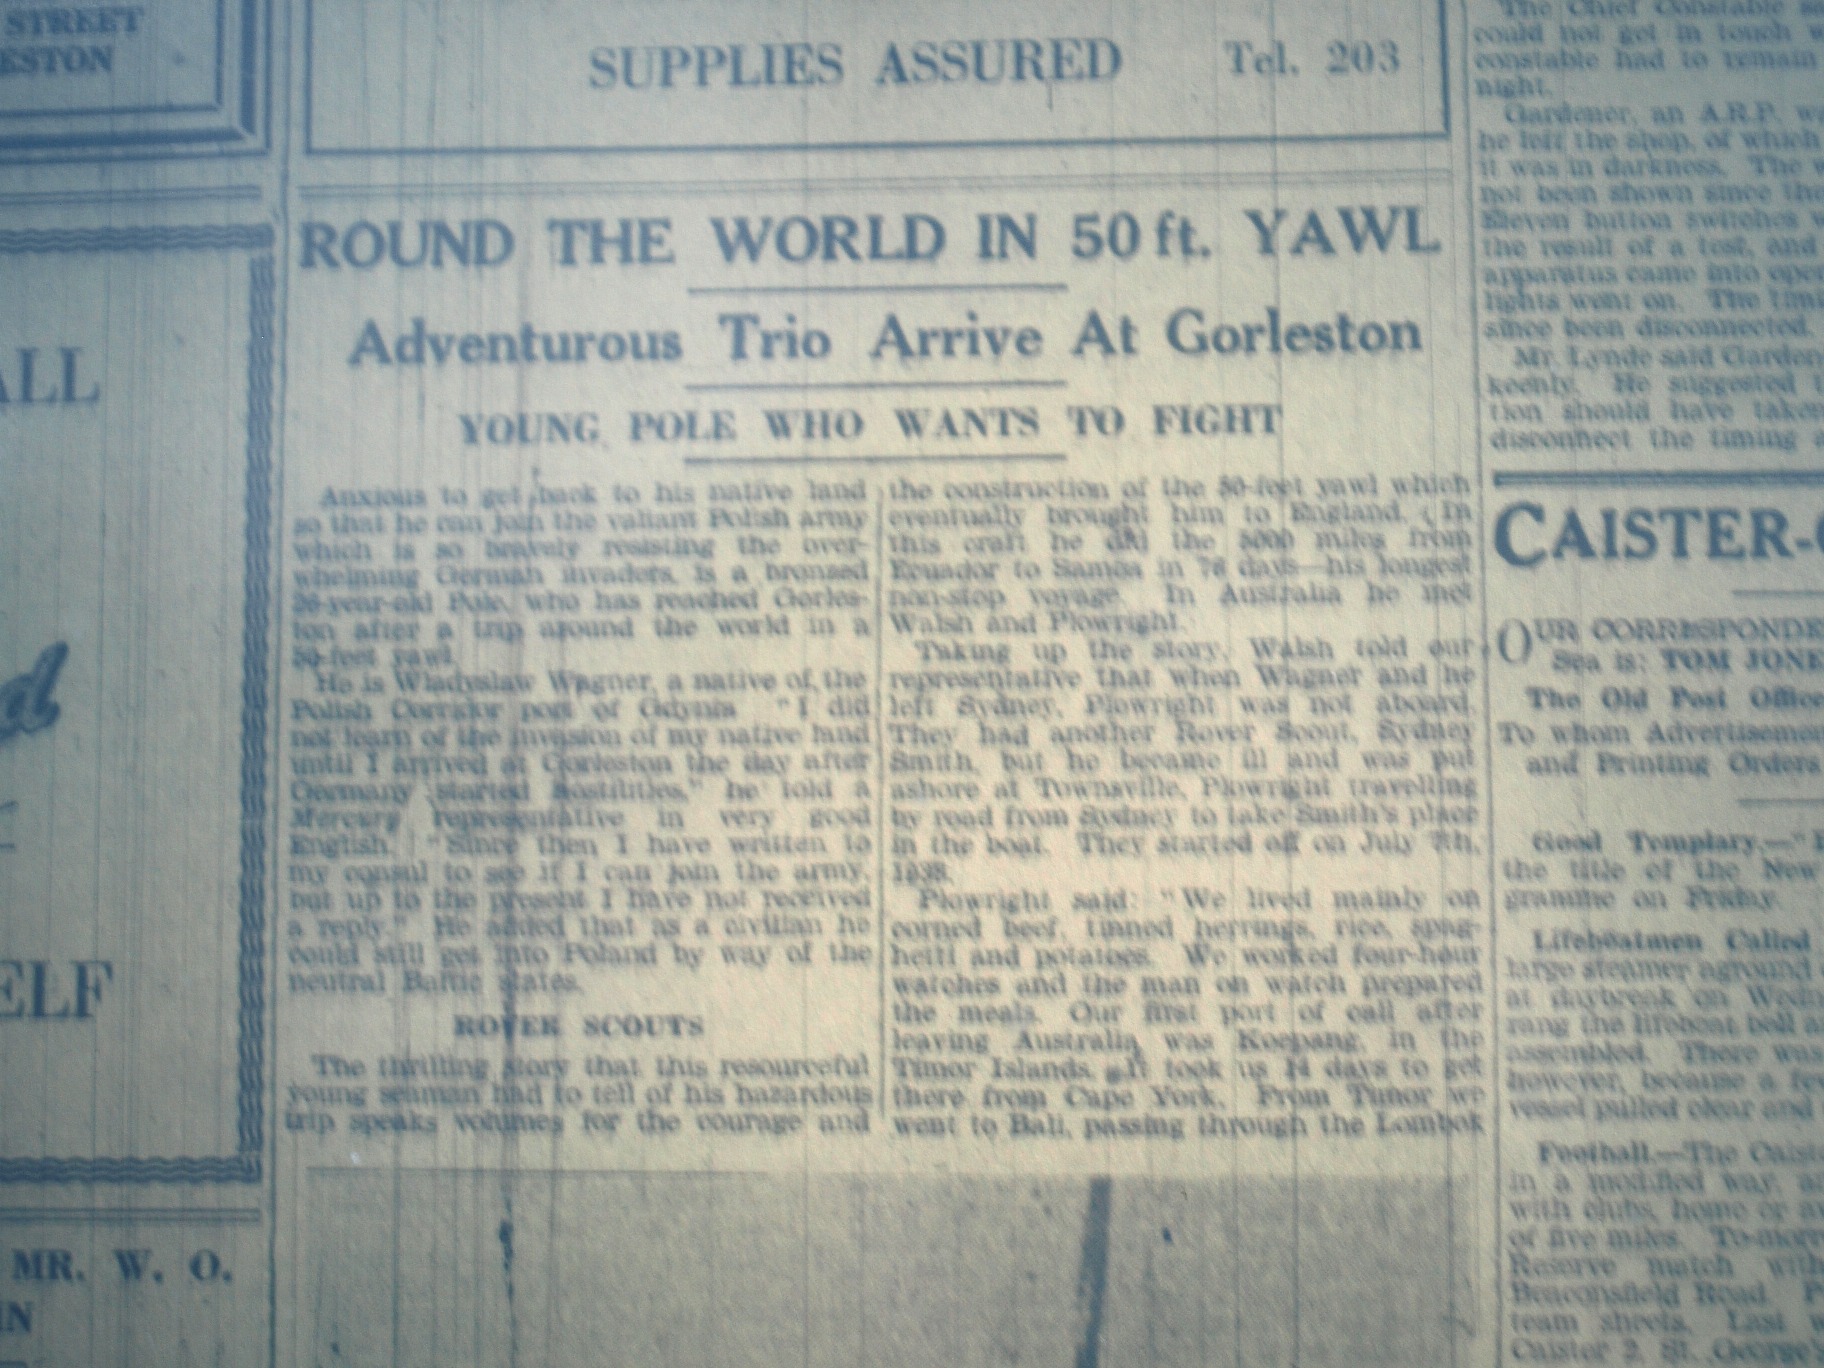 STREET
ESTON
ALL
ELF
MR. W. O.
IN
SUPPLIES ASSURED Tel. 203
ROUND THE WORLD IN 50 ft. YAWL
Adventurous Trio Arrive At Gorleston
YOUNG POLE WHO WANTS TO FIGHT
Anxious to get back to his native land
so that he can join the valiant Polish army
which is so bravely resisting the over-
whelming German invaders, is a bronzed
26-year-old Pole, who has reached Gorles-
ton after a trip around the world in a
50-feet yawl.
He is Wladyslaw Wagner, a native of the
Polish Corridor port of Gdynia. "I did
not learn of the invasion of my native land
until I arrived at Gorleston the day after
Germany started hostilities," he told a
Mercury representative in very good
English. "Since then I have written to
my consul to see if I can join the army,
but up to the present I have not received
a reply." He added that as a civilian he
could still get into Poland by way of the
neutral Baltic states.
ROVER SCOUTS
The thrilling story that this resourceful
young seaman had to tell of his hazardous
trip speaks volumes for the courage and
the construction of the 50-feet yawl which
eventually brought him to England. In
this craft he did the 5000 miles from
Ecuador to Samoa in 76 days—his longest
non-stop voyage. In Australia he met
Walsh and Plowright.
Taking up the story, Walsh told our
representative that when Wagner and he
left Sydney, Plowright was not aboard.
They had another Rover Scout, Sydney
Smith, but he became ill and was put
ashore at Townsville, Plowright travelling
by road from Sydney to take Smith's place
in the boat. They started off on July 7th,
1938.
Plowright said: "We lived mainly on
corned beef, tinned herrings, rice, spag-
hetti and potatoes. We worked four-hour
watches and the man on watch prepared
the meals. Our first port of call after
leaving Australia was Koepang, in the
Timor Islands. It took us 14 days to get
there from Cape York. From Timor we
went to Bali, passing through the Lombok
The Chief Constable
could not get in touch
constable had to remain
night.
Gardener, an A.R.P.
he left the shop, of which
it was in darkness. The
not been shown since the
Eleven button switches
the result of a test, and
apparatus came into oper
lights went on. The tim
since been disconnected.
Mr. Lynde said Garden
keenly. He suggested
tion should have taken
disconnect the timing
CAISTER-
OUR CORRESPONDE
Sea is: TOM JONE
The Old Post Office
To whom Advertisemen
and Printing Orders
Good Templary.—"
the title of the New
gramme on Friday.
Lifeboatmen Called
large steamer aground
at daybreak on Wedn
rang the lifeboat bell
assembled. There was
however, because a few
vessel pulled clear and
Football.—The Caist
in a modified way,
with clubs, home or
of five miles. To-morr
Reserve match with
Beaconsfield Road.
team sheets. Last
Caister 2, St. George's